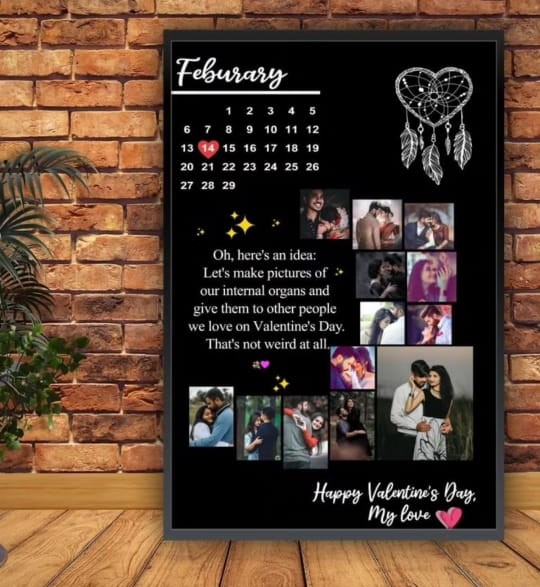 Feburary
1 2 3 4 5
6 7 8 9 10 11 12
13 14 15 16 17 18 19
20 21 22 23 24 25 26
27 28 29
Oh, here's an idea:
Let's make pictures of
our internal organs and
give them to other people
we love on Valentine's Day.
That's not weird at all.
Happy Valentine's Day,
My love